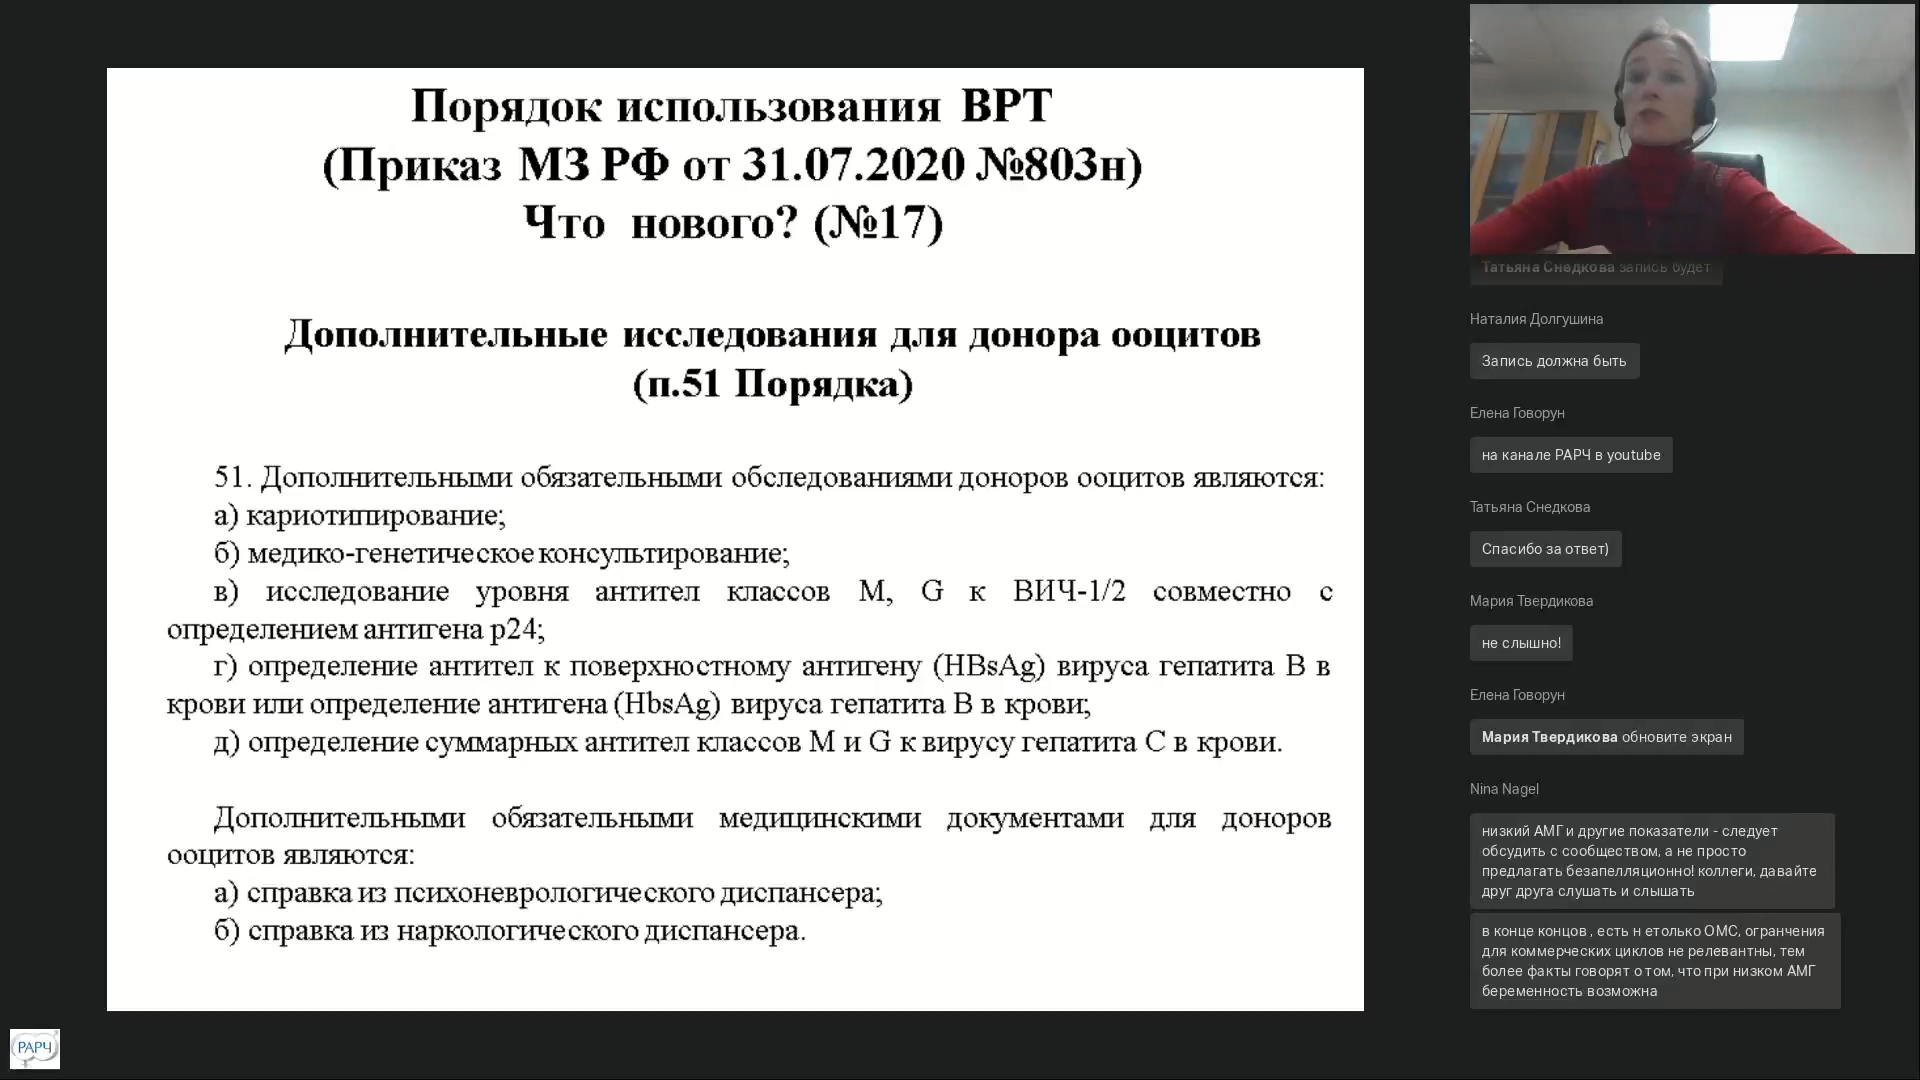 Порядок использования ВРТ
(Приказ МЗ РФ от 31.07.2020 №803н)
Что нового? (№17)
Дополнительные исследования для донора ооцитов
(п.51 Порядка)
51. Дополнительными обязательными обследованиями доноров ооцитов являются:
а) кариотипирование;
б) медико-генетическое консультирование;
в) исследование уровня антител классов M, G к ВИЧ-1/2 совместно с
определением антигена p24;
г) определение антител к поверхностному антигену (HBsAg) вируса гепатита B в
крови или определение антигена (HbsAg) вируса гепатита B в крови;
д) определение суммарных антител классов M и G к вирусу гепатита C в крови.
Дополнительными обязательными медицинскими документами для доноров
ооцитов являются:
а) справка из психоневрологического диспансера;
б) справка из наркологического диспансера.
РАРЧ
Татьяна Снедкова запись будет
Наталия Долгушина
Запись должна быть
Елена Говорун
на канале РАРЧ в youtube
Татьяна Снедкова
Спасибо за ответ)
Мария Твердикова
не слышно!
Елена Говорун
Мария Твердикова обновите экран
Nina Nagel
низкий АМГ и другие показатели - следует
обсудить с сообществом, а не просто
предлагать безапелляционно! коллеги, давайте
друг друга слушать и слышать
в конце концов , есть н етолько ОМС, огранчения
для коммерческих циклов не релевантны, тем
более факты говорят о том, что при низком АМГ
беременность возможна